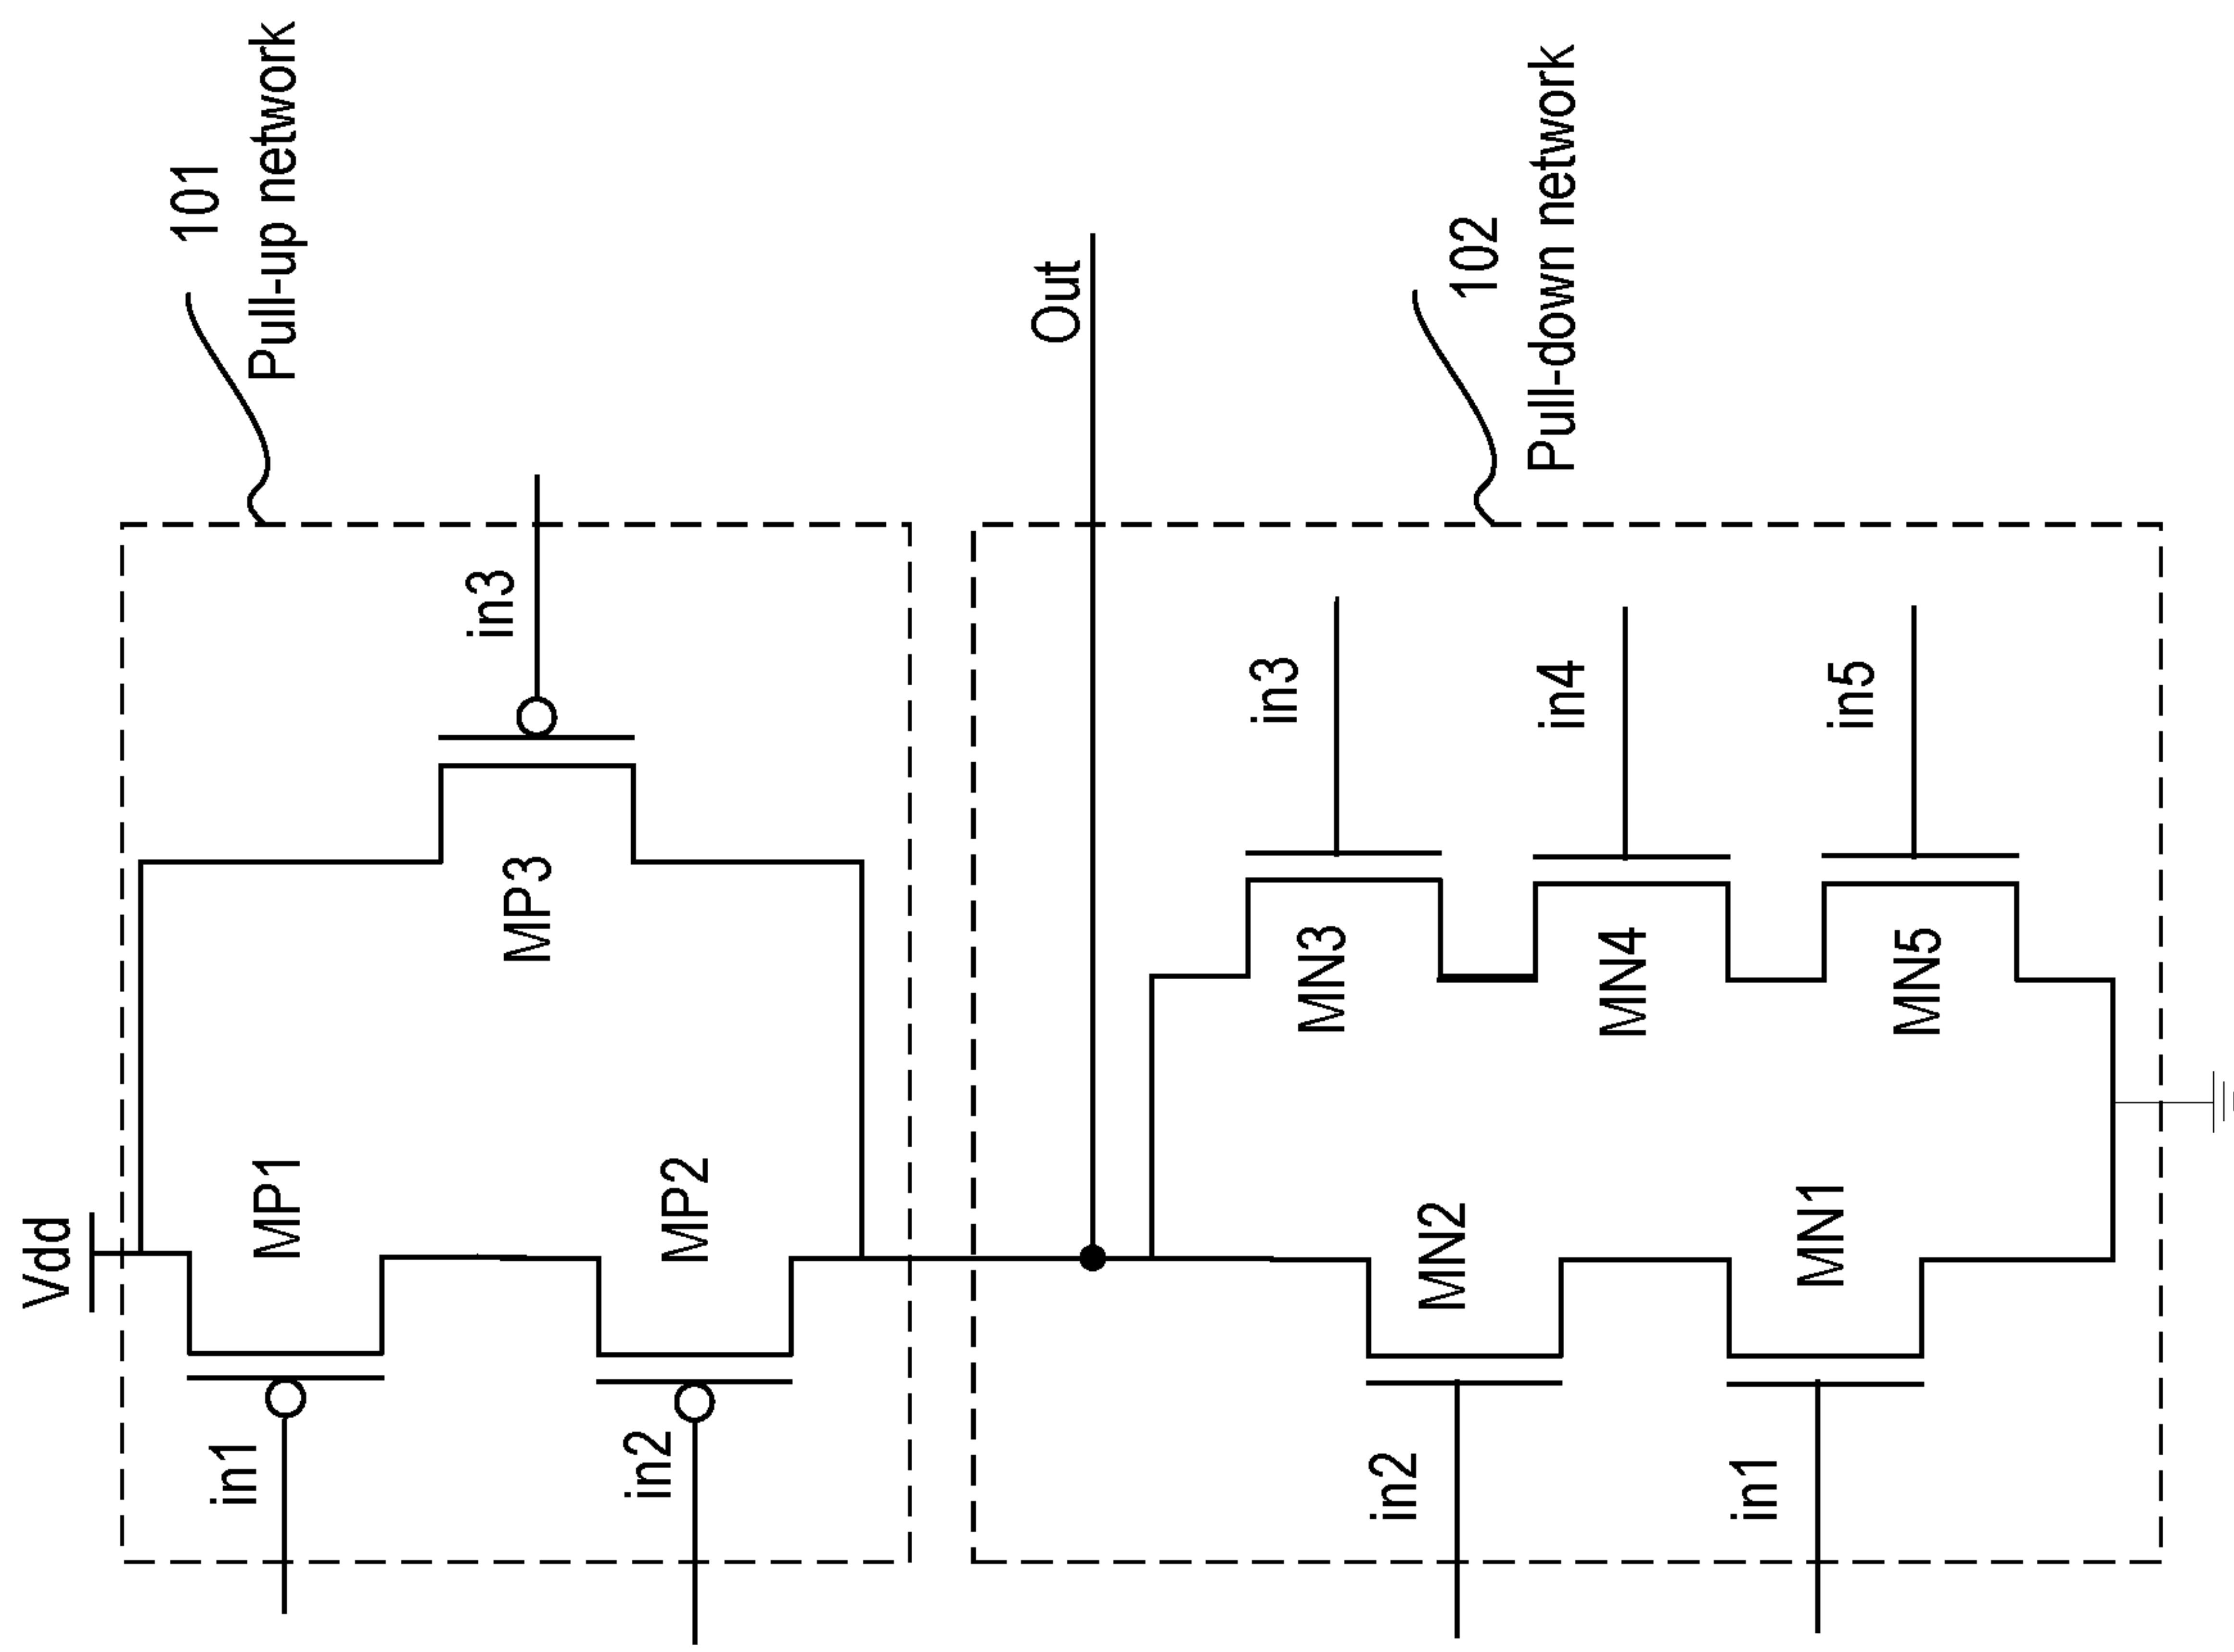 101
Pull-up network
Vdd
MP1
in1
MP2
in2
MP3
in3
Out
102
Pull-down network
in3
MN3
in4
MN4
in5
MN5
MN2
in2
MN1
in1